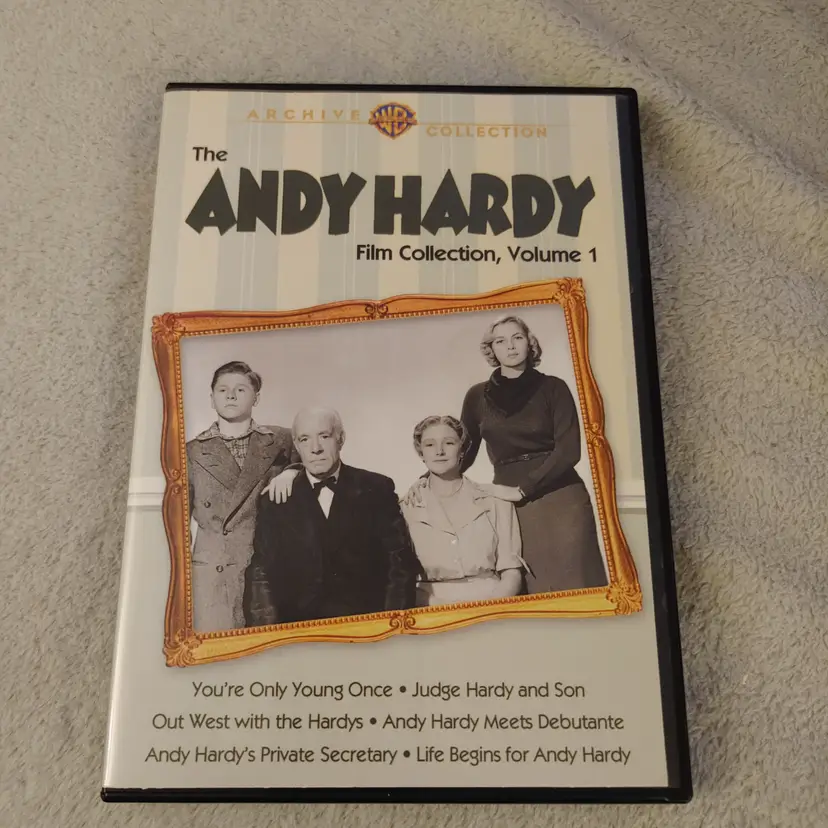 ARCHIVE WB COLLECTION
The
ANDY HARDY
Film Collection, Volume 1
You're Only Young Once • Judge Hardy and Son
Out West with the Hardys • Andy Hardy Meets Debutante
Andy Hardy's Private Secretary • Life Begins for Andy Hardy